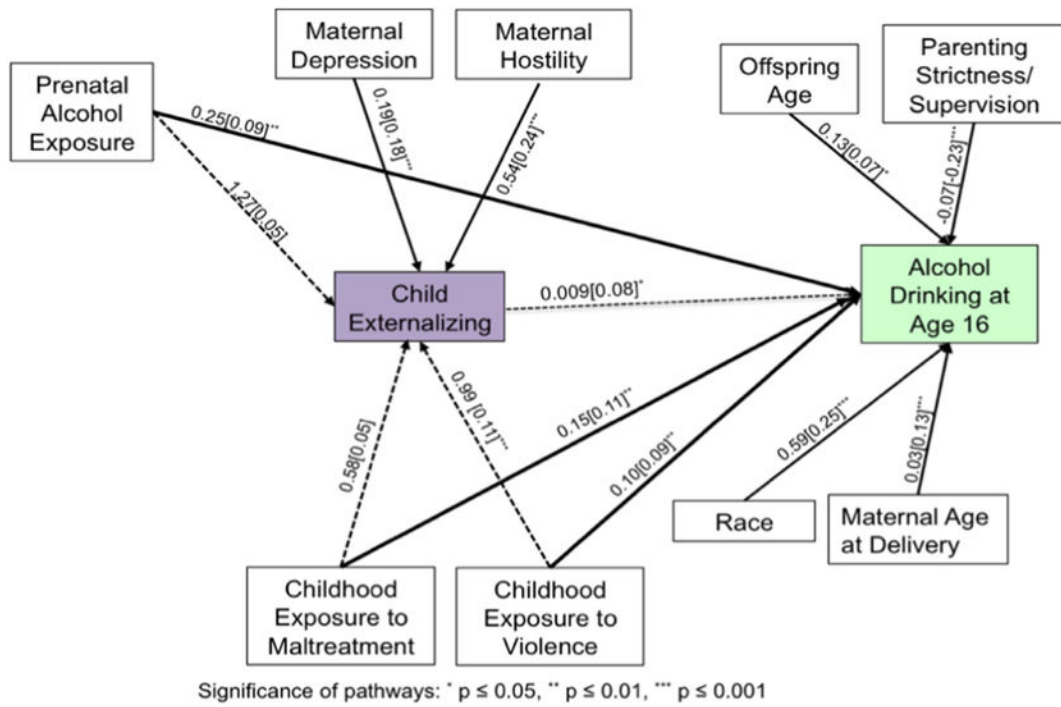 Prenatal
Alcohol
Exposure
Maternal
Depression
Maternal
Hostility
Offspring
Age
Parenting
Strictness/
Supervision
0.25[0.09]**
0.19[0.18]***
0.54[0.24]***
0.13[0.07]*
-0.07[-0.23]***
1.27[0.05]
Child
Externalizing
0.009[0.08]*
Alcohol
Drinking at
Age 16
0.58[0.05]
0.99 [0.11]***
0.15[0.11]**
0.10[0.09]**
0.59[0.25]***
0.03[0.13]***
Race
Maternal Age
at Delivery
Childhood
Exposure to
Maltreatment
Childhood
Exposure to
Violence
Significance of pathways: * p ≤ 0.05, ** p ≤ 0.01, *** p ≤ 0.001